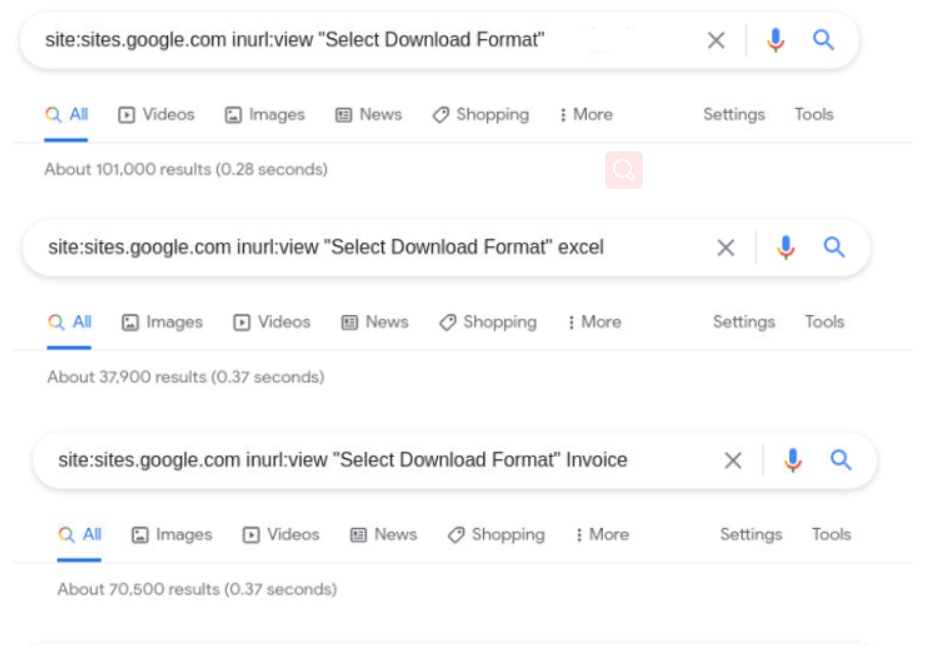 site:sites.google.com inurl:view "Select Download Format"
All Videos Images News Shopping More Settings Tools
About 101,000 results (0.28 seconds)
site:sites.google.com inurl:view "Select Download Format" excel
All Images Videos News Shopping More Settings Tools
About 37,900 results (0.37 seconds)
site:sites.google.com inurl:view "Select Download Format" Invoice
All Images Videos News Shopping More Settings Tools
About 70,500 results (0.37 seconds)